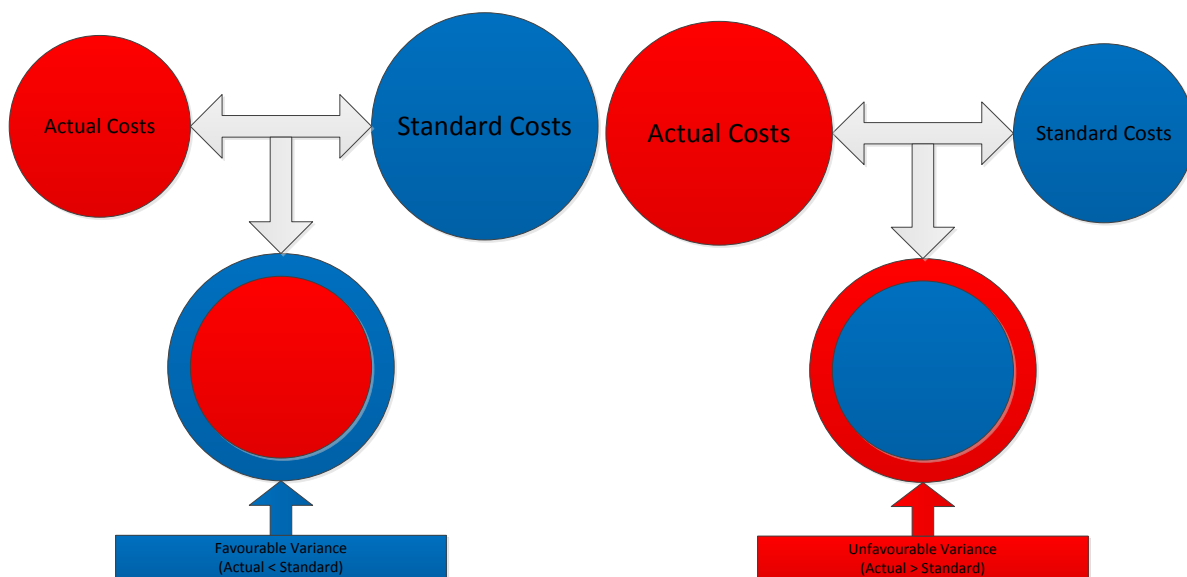 Actual Costs
Standard Costs
Actual Costs
Standard Costs
Favourable Variance
(Actual < Standard)
Unfavourable Variance
(Actual > Standard)